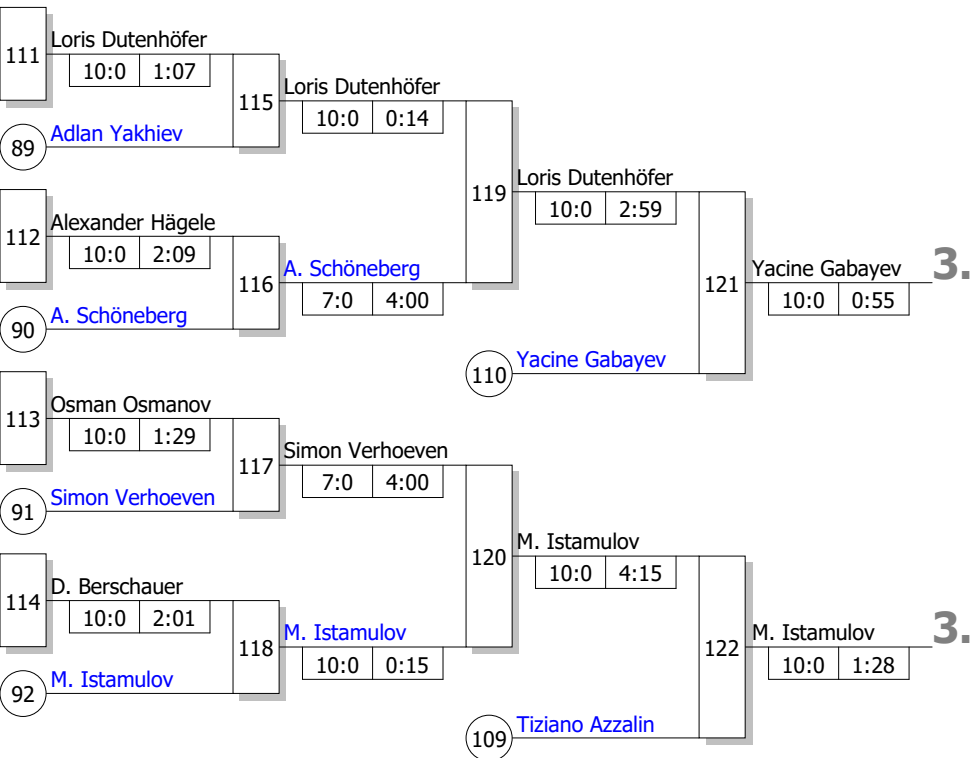 111
Loris Dutenhöfer
10:0 1:07
89
Adlan Yakhiev
115
Loris Dutenhöfer
10:0 0:14
112
Alexander Hägele
10:0 2:09
90
A. Schöneberg
116
A. Schöneberg
7:0 4:00
119
Loris Dutenhöfer
10:0 2:59
110
Yacine Gabayev
121
Yacine Gabayev
10:0 0:55
3.
113
Osman Osmanov
10:0 1:29
91
Simon Verhoeven
117
Simon Verhoeven
7:0 4:00
114
D. Berschauer
10:0 2:01
92
M. Istamulov
118
M. Istamulov
10:0 0:15
120
M. Istamulov
10:0 4:15
109
Tiziano Azzalin
122
M. Istamulov
10:0 1:28
3.